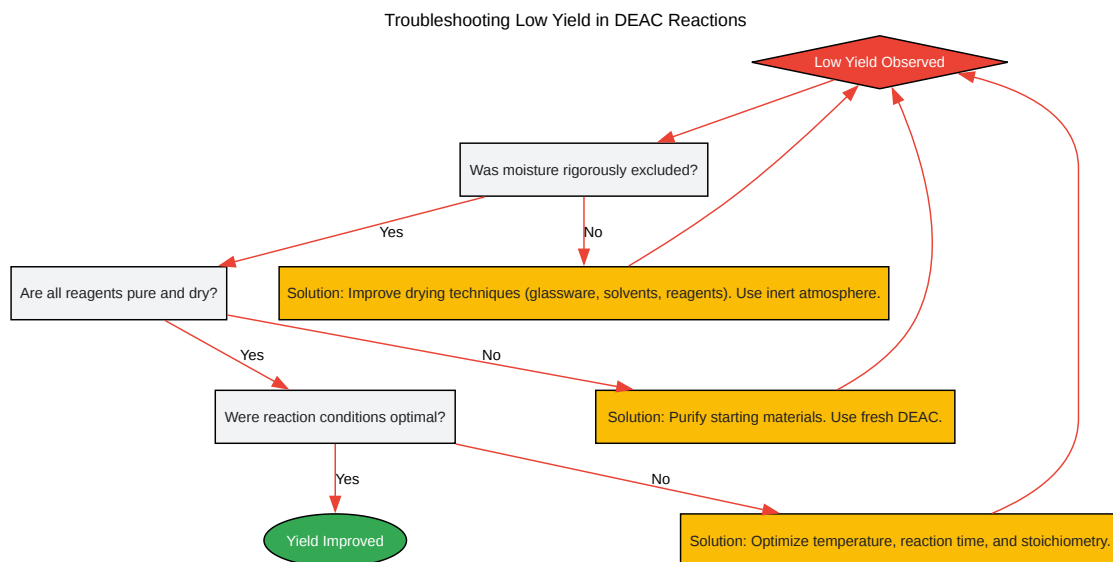 Troubleshooting Low Yield in DEAC Reactions
Low Yield Observed
Was moisture rigorously excluded?
Yes
No
Are all reagents pure and dry?
Solution: Improve drying techniques (glassware, solvents, reagents). Use inert atmosphere.
Yes
No
Were reaction conditions optimal?
Solution: Purify starting materials. Use fresh DEAC.
Yes
No
Yield Improved
Solution: Optimize temperature, reaction time, and stoichiometry.